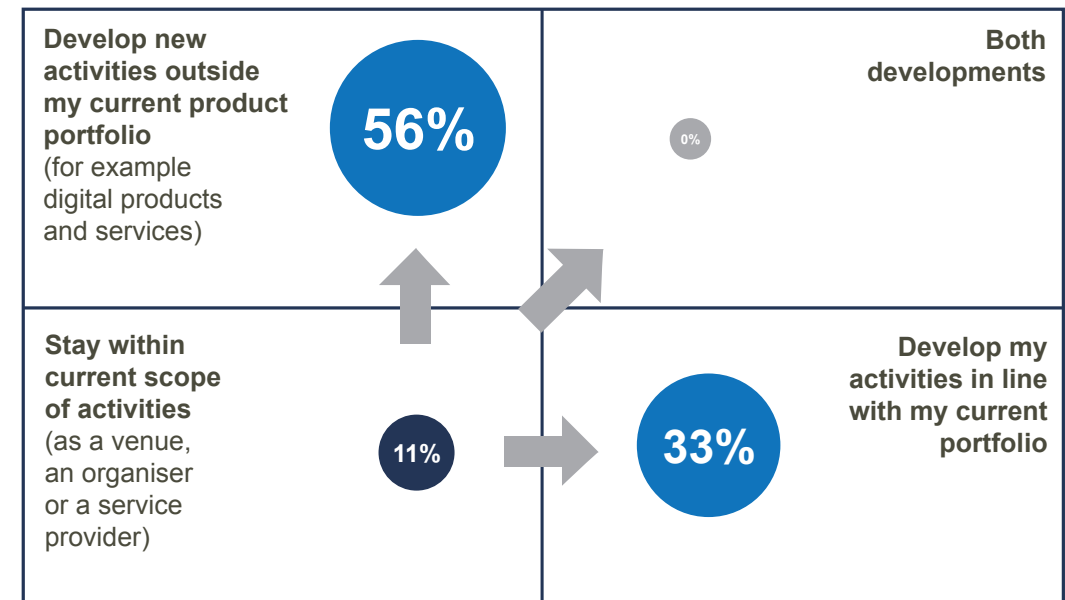 Develop new
activities outside
my current product
portfolio
(for example
digital products
and services)
56%
Both
developments
0%
Stay within
current scope
of activities
(as a venue,
an organiser
or a service
provider)
11%
Develop my
activities in line
with my current
portfolio
33%